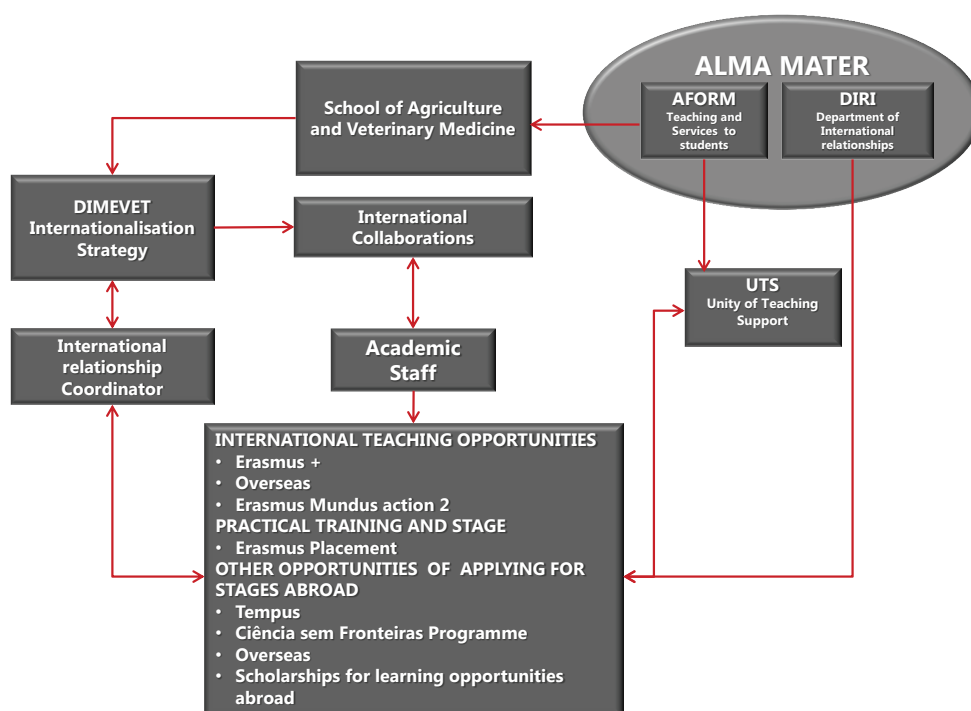 ALMA MATER
AFORM
Teaching and
Services to
students
DIRI
Department of
International
relationships
School of Agriculture
and Veterinary Medicine
DIMEVET
Internationalisation
Strategy
International
Collaborations
UTS
Unity of Teaching
Support
International
relationship
Coordinator
Academic
Staff
INTERNATIONAL TEACHING OPPORTUNITIES
• Erasmus +
• Overseas
• Erasmus Mundus action 2
PRACTICAL TRAINING AND STAGE
• Erasmus Placement
OTHER OPPORTUNITIES OF APPLYING FOR
STAGES ABROAD
• Tempus
• Ciência sem Fronteiras Programme
• Overseas
• Scholarships for learning opportunities
abroad